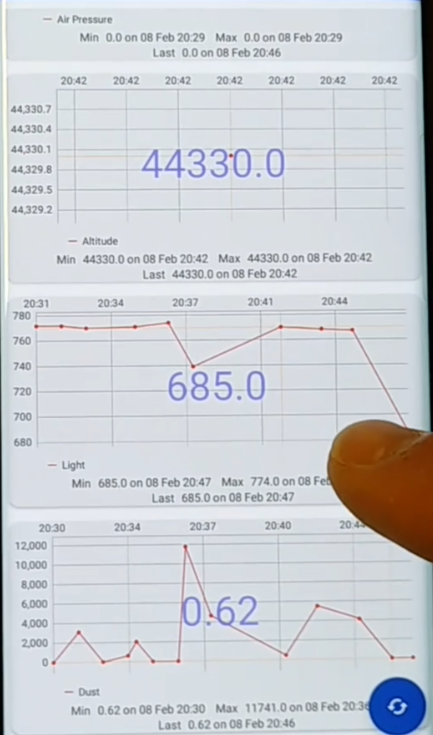 — Air Pressure
Min 0.0 on 08 Feb 20:29 Max 0.0 on 08 Feb 20:29
Last 0.0 on 08 Feb 20:46
20:42 20:42 20:42 20:42 20:42 20:42 20:42
44,330.7
44,330.4
44,330.1
44330.0
44,329.8
44,329.5
44,329.2
— Altitude
Min 44330.0 on 08 Feb 20:42 Max 44330.0 on 08 Feb 20:42
Last 44330.0 on 08 Feb 20:42
20:31 20:34 20:37 20:41 20:44
780
760
740
685.0
720
700
680
— Light
Min 685.0 on 08 Feb 20:47 Max 774.0 on 08
Last 685.0 on 08 Feb 20:47
20:30 20:34 20:37 20:40 20:44
12,000
10,000
8,000
6,000
0.62
4,000
2,000
0
— Dust
Min 0.62 on 08 Feb 20:30 Max 11741.0 on 08 Feb
Last 0.62 on 08 Feb 20:46